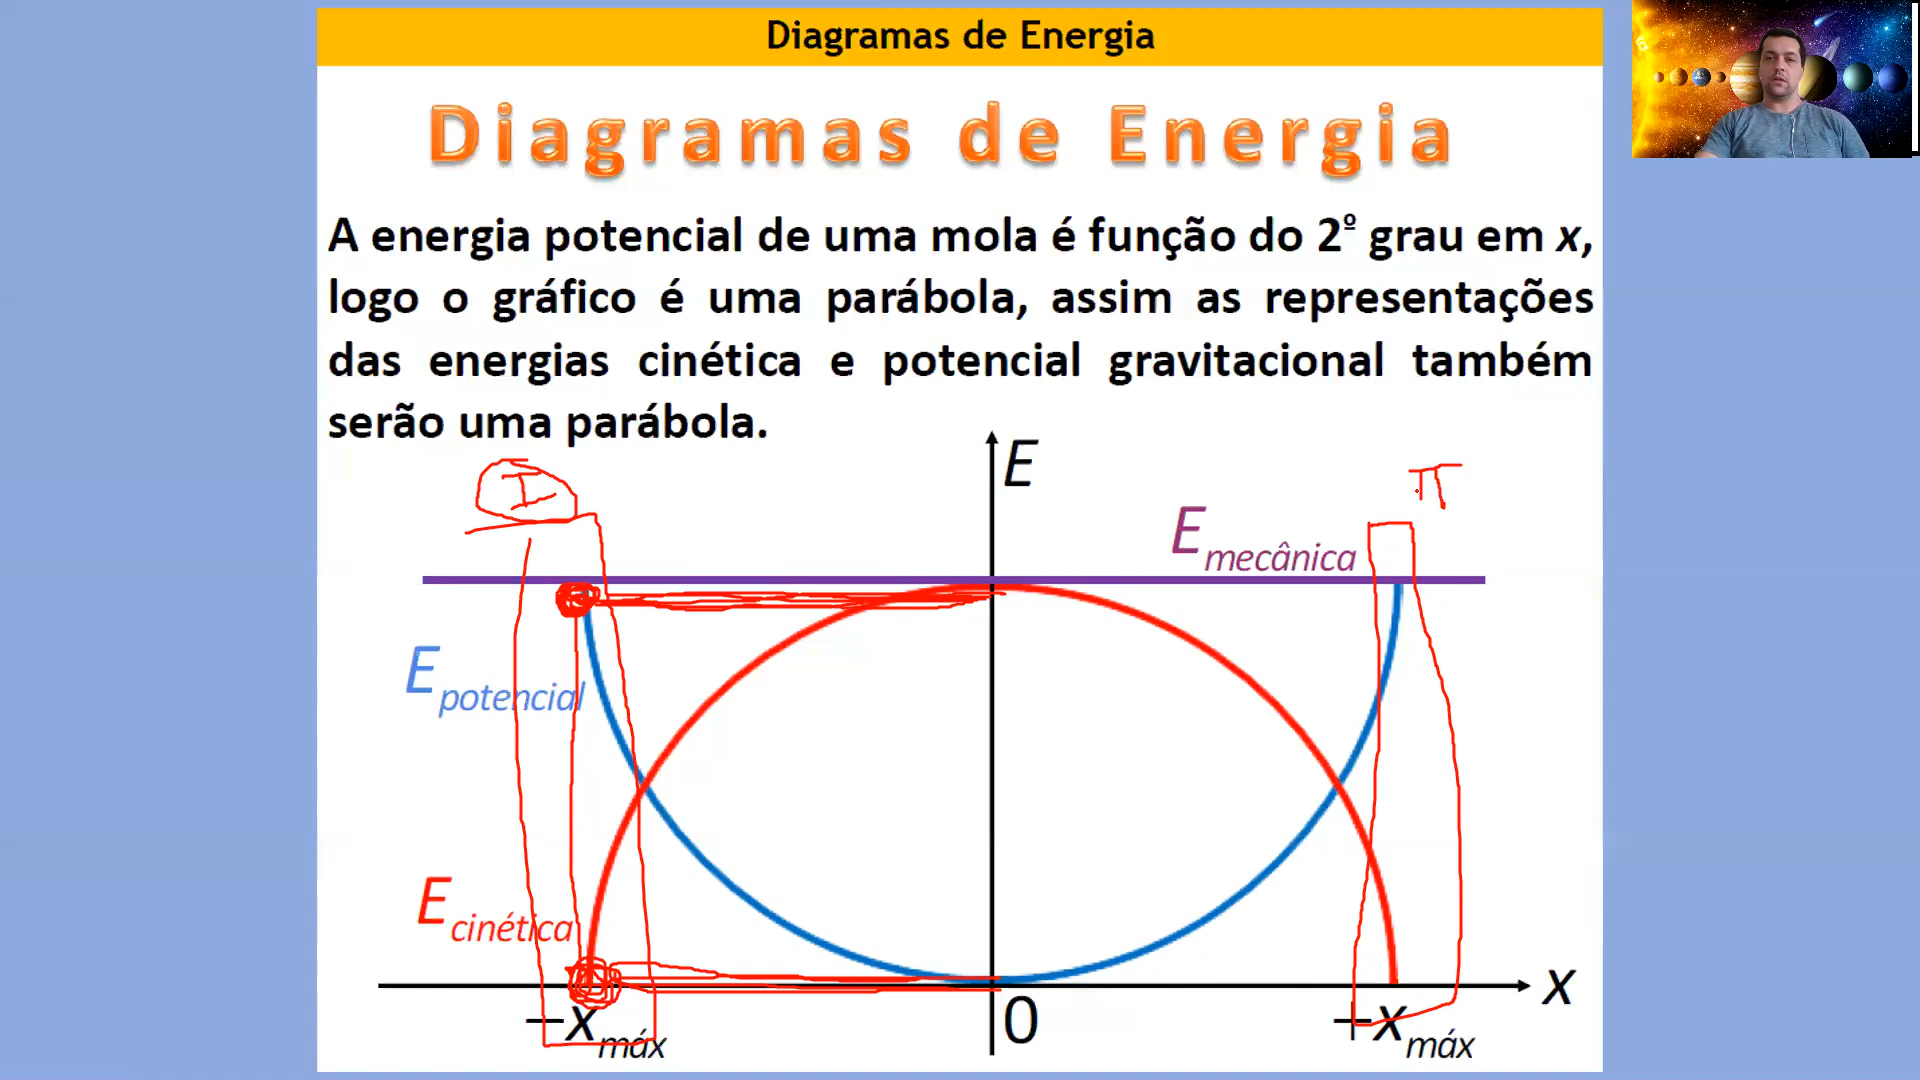 Diagramas de Energia
Diagramas de Energia
A energia potencial de uma mola é função do 2º grau em x,
logo o gráfico é uma parábola, assim as representações
das energias cinética e potencial gravitacional também
serão uma parábola.
E
I
II
E mecânica
E potencial
E cinética
x
−x máx
0
+x máx